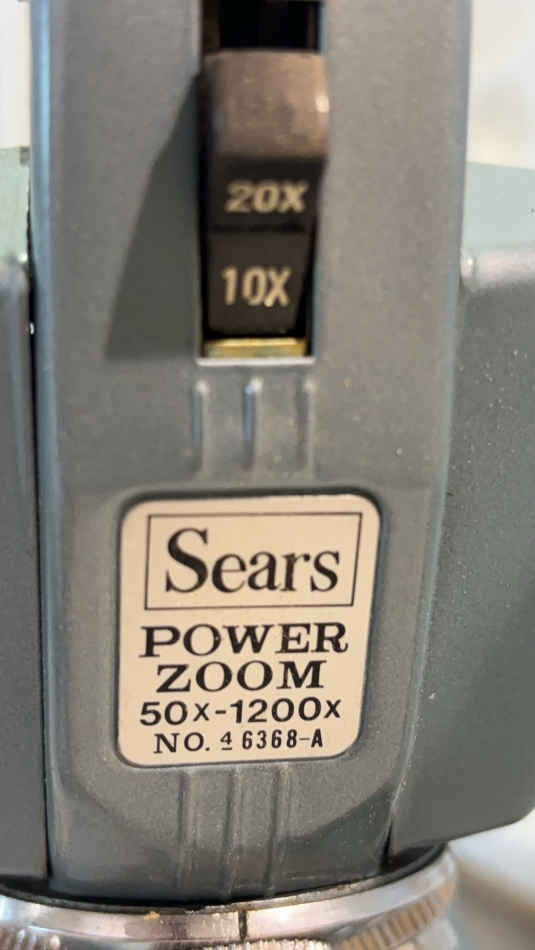 20X
10X
Sears
POWER
ZOOM
50X-1200X
NO. 4 6368-A